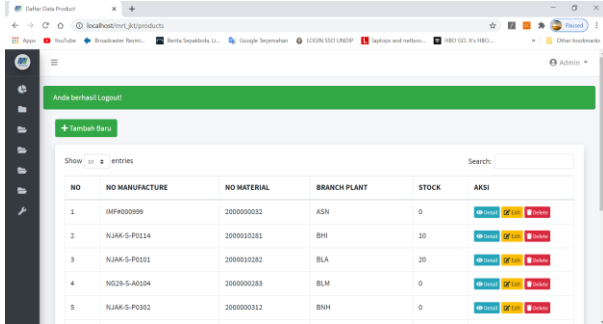 Daftar Data Product
localhost/mrt_jkt/products
Paused
Apps YouTube Broadcaster Resmi... Berita Sepakbola, Li... Google Terjemahan LOGIN SSO UNDIP laptops and netboo... HBO GO. It's HBO... Other bookmarks
Admin
Anda berhasil Logout!
Tambah Baru
Show 10 entries Search:
NO NO MANUFACTURE NO MATERIAL BRANCH PLANT STOCK AKSI
1 IMF#000999 2000000032 ASN 0 Detail Edit Delete
2 NJAK-S-P0114 2000010281 BHI 10 Detail Edit Delete
3 NJAK-S-P0101 2000010282 BLA 20 Detail Edit Delete
4 NG29-S-A0104 2000000283 BLM 0 Detail Edit Delete
5 NJAK-S-P0302 2000000312 BNH 0 Detail Edit Delete